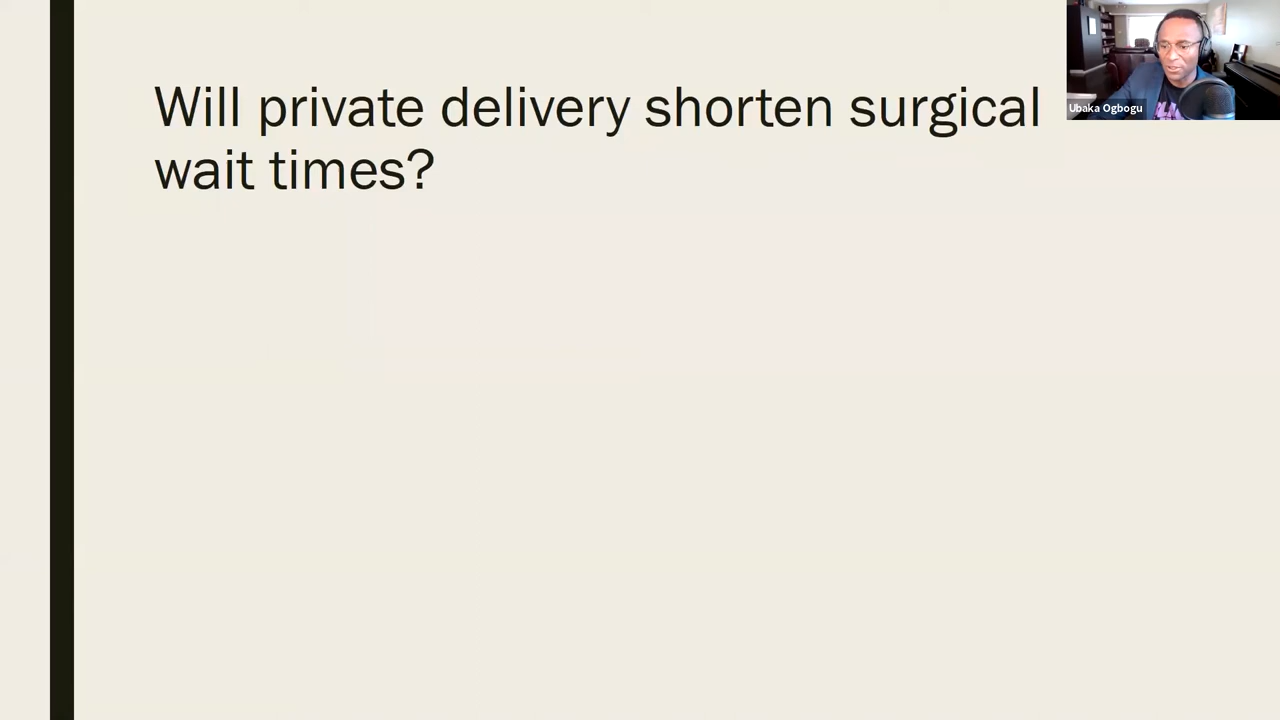 Will private delivery shorten surgical
wait times?
Ubaka Ogbogu